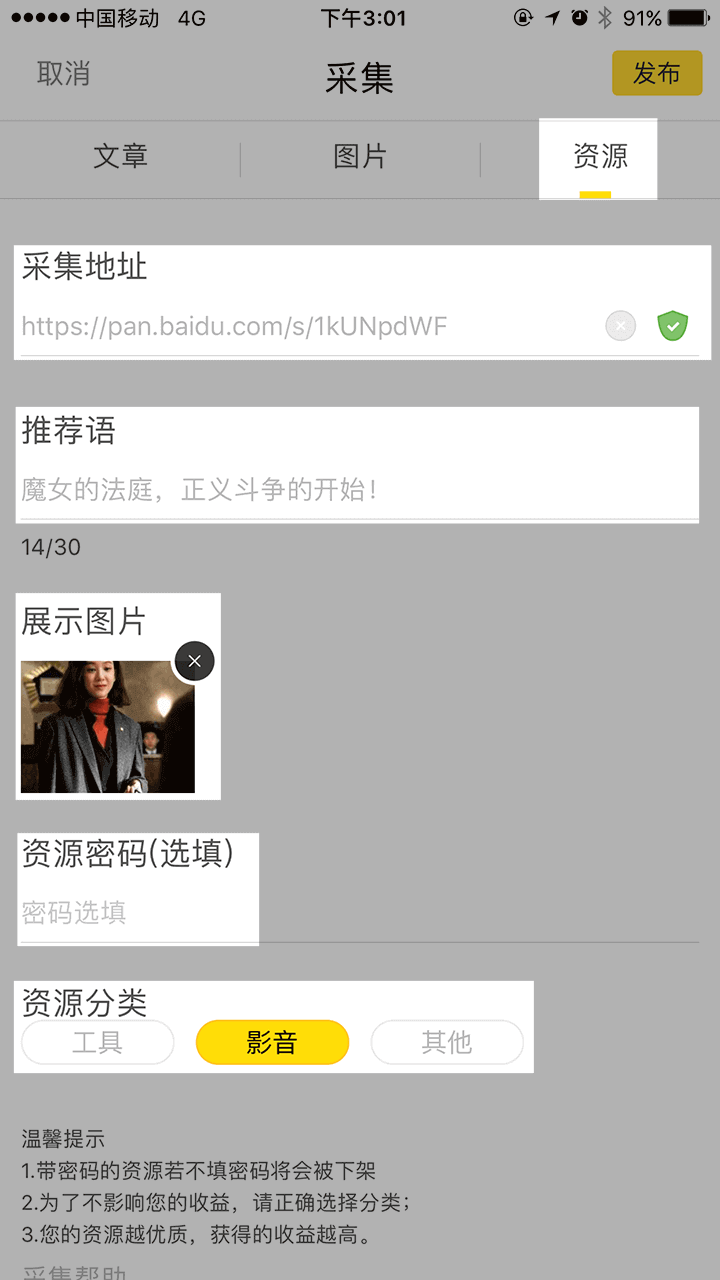 中国移动 4G 下午3:01 91%
取消 采集 发布
文章 图片 资源
采集地址
https://pan.baidu.com/s/1kUNpdWF
推荐语
魔女的法庭，正义斗争的开始！
14/30
展示图片
资源密码(选填)
密码选填
资源分类
工具 影音 其他
温馨提示
1.带密码的资源若不填密码将会被下架
2.为了不影响您的收益，请正确选择分类；
3.您的资源越优质，获得的收益越高。
采集帮助